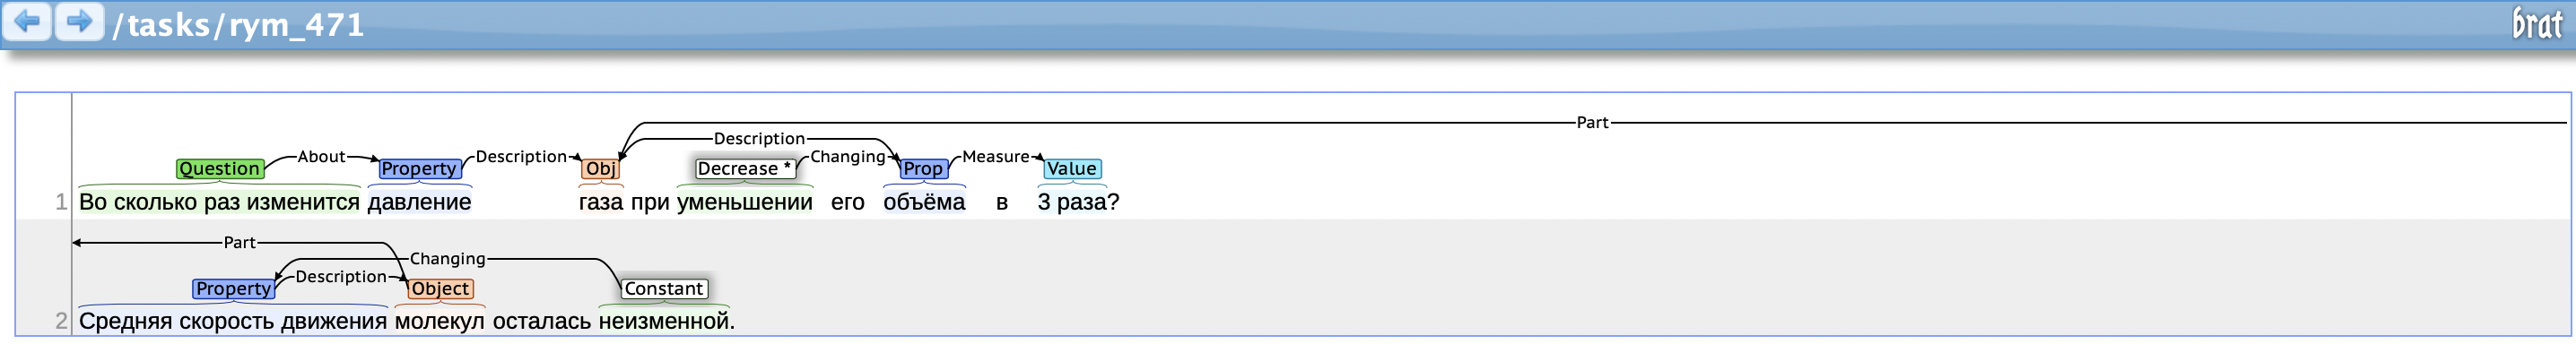 /tasks/rym_471
brat
Part
Description
Question About Property Description Obj Decrease * Changing Prop Measure Value
1 Во сколько раз изменится давление газа при уменьшении его объёма в 3 раза?
Part
Changing
Description
Property Object Constant
2 Средняя скорость движения молекул осталась неизменной.